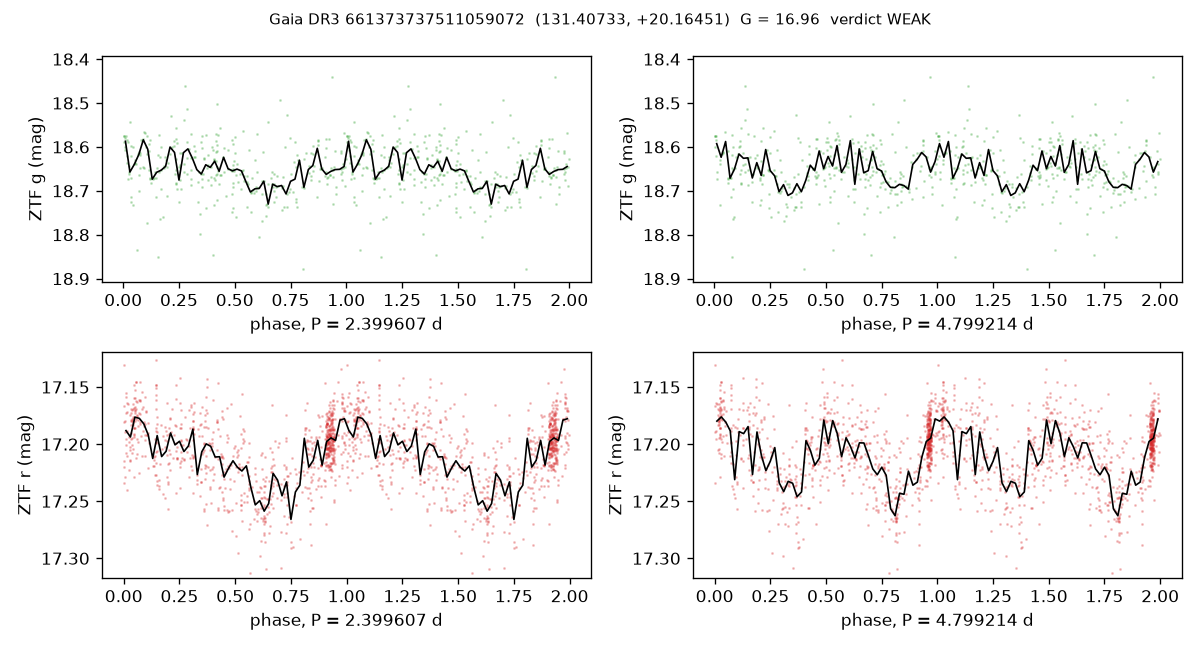 Gaia DR3 661373737511059072  (131.40733, +20.16451)  G = 16.96  verdict WEAK
18.4
18.5
18.6
18.7
18.8
18.9
ZTF g (mag)
0.00 0.25 0.50 0.75 1.00 1.25 1.50 1.75 2.00
phase, P = 2.399607 d
18.4
18.5
18.6
18.7
18.8
18.9
ZTF g (mag)
0.00 0.25 0.50 0.75 1.00 1.25 1.50 1.75 2.00
phase, P = 4.799214 d
17.15
17.20
17.25
17.30
ZTF r (mag)
0.00 0.25 0.50 0.75 1.00 1.25 1.50 1.75 2.00
phase, P = 2.399607 d
17.15
17.20
17.25
17.30
ZTF r (mag)
0.00 0.25 0.50 0.75 1.00 1.25 1.50 1.75 2.00
phase, P = 4.799214 d